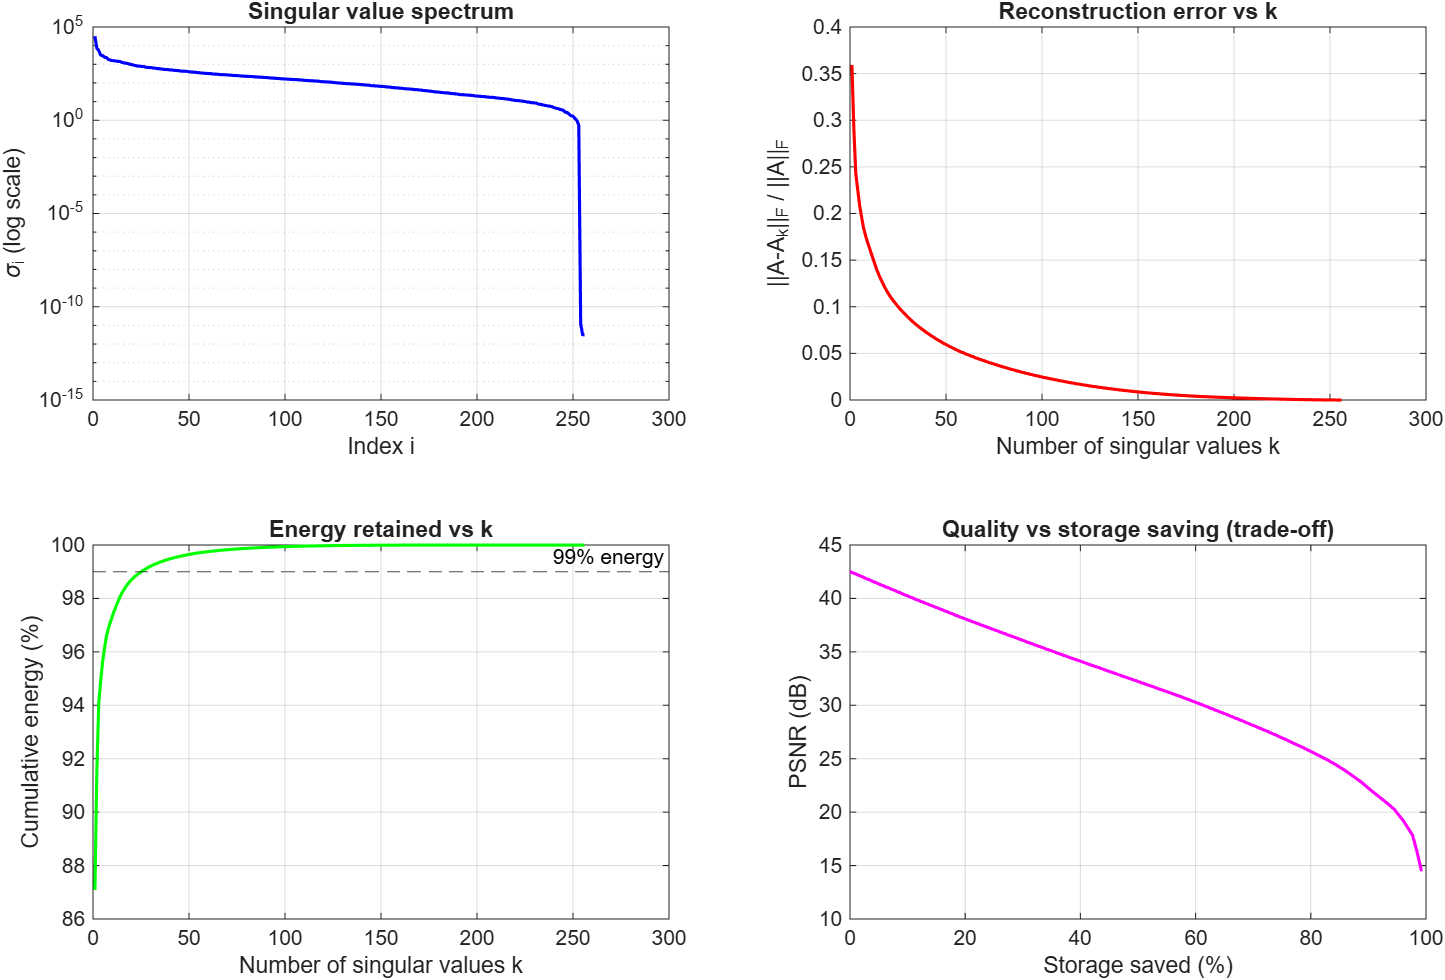 Singular value spectrum
10^5
10^0
10^-5
10^-10
10^-15
σ_i (log scale)
0 50 100 150 200 250 300
Index i
Reconstruction error vs k
0.4
0.35
0.3
0.25
0.2
0.15
0.1
0.05
0
||A-A_k||_F / ||A||_F
0 50 100 150 200 250 300
Number of singular values k
Energy retained vs k
100
98
96
94
92
90
88
86
99% energy
Cumulative energy (%)
0 50 100 150 200 250 300
Number of singular values k
Quality vs storage saving (trade-off)
45
40
35
30
25
20
15
10
PSNR (dB)
0 20 40 60 80 100
Storage saved (%)